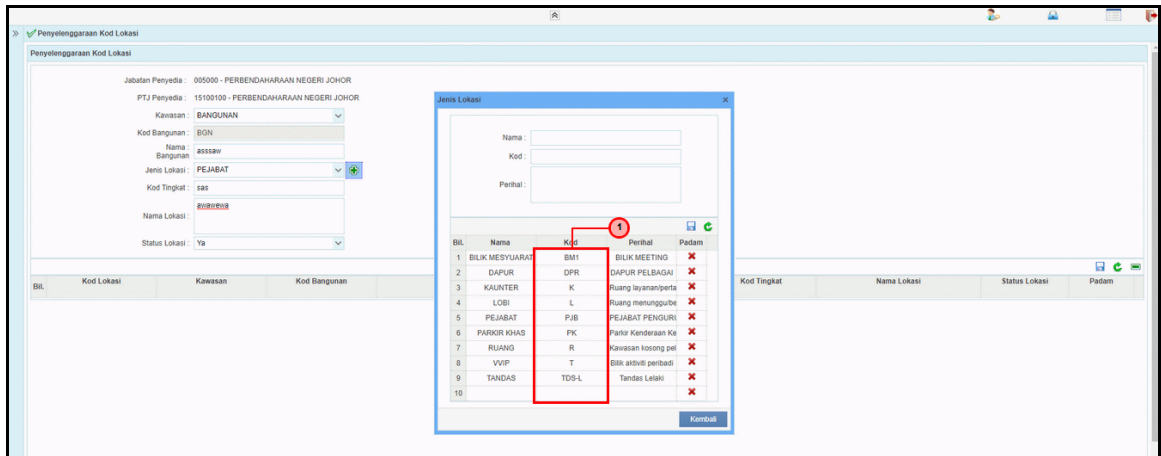 Penyelenggaraan Kod Lokasi
Penyelenggaraan Kod Lokasi
Jabatan Penyedia : 005000 - PERBENDAHARAAN NEGERI JOHOR
PTJ Penyedia : 15100100 - PERBENDAHARAAN NEGERI JOHOR
Kawasan : BANGUNAN
Kod Bangunan : BGN
Nama : Bangunan asssaw
Jenis Lokasi : PEJABAT
Kod Tingkat : sas
Nama Lokasi : awawewa
Status Lokasi : Ya
Bil. Kod Lokasi Kawasan Kod Bangunan Kod Tingkat Nama Lokasi Status Lokasi Padam
Jenis Lokasi x
Nama :
Kod :
Perihal :
1
Bil. Nama Kod Perihal Padam
1 BILIK MESYUARAT BM1 BILIK MEETING
2 DAPUR DPR DAPUR PELBAGAI
3 KAUNTER K Ruang layanan/perta
4 LOBI L Ruang menunggu/be
5 PEJABAT PJB PEJABAT PENGURI
6 PARKIR KHAS PK Parkir Kenderaan Ke
7 RUANG R Kawasan kosong pel
8 VVIP T Bilik aktiviti peribadi
9 TANDAS TDS-L Tandas Lelaki
10
Kembali